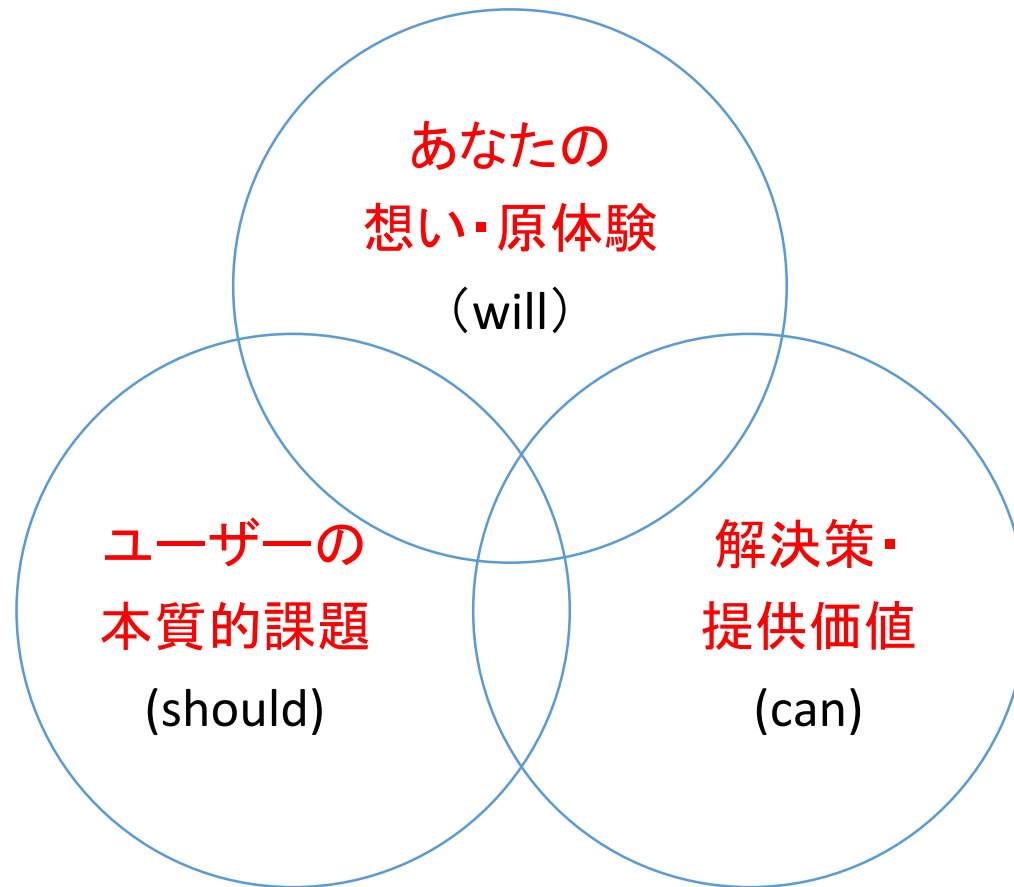 あなたの
想い・原体験
（will）
ユーザーの
本質的課題
(should)
解決策・
提供価値
(can)